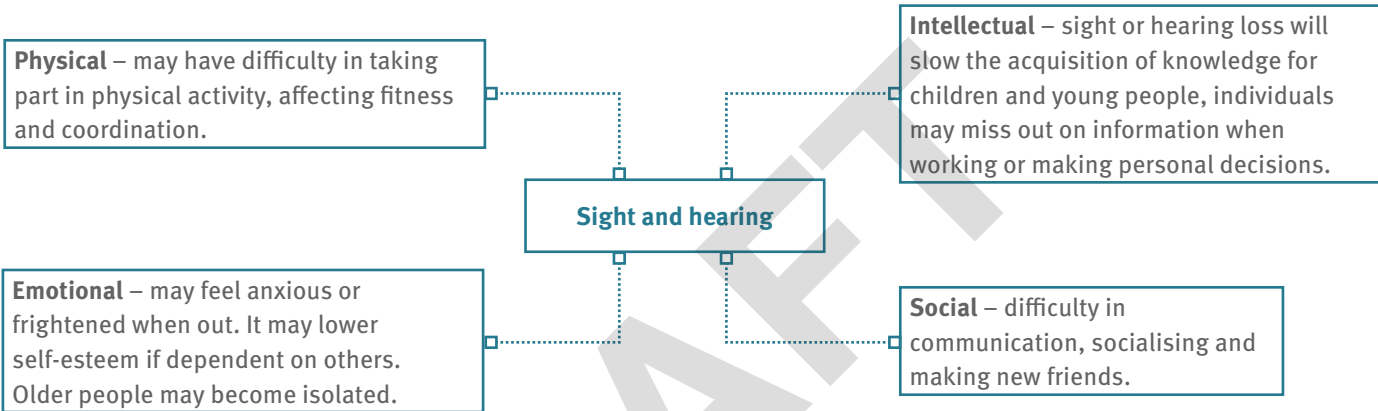 Physical – may have difficulty in taking
part in physical activity, affecting fitness
and coordination.
Intellectual – sight or hearing loss will
slow the acquisition of knowledge for
children and young people, individuals
may miss out on information when
working or making personal decisions.
Sight and hearing
Emotional – may feel anxious or
frightened when out. It may lower
self-esteem if dependent on others.
Older people may become isolated.
Social – difficulty in
communication, socialising and
making new friends.
AFT